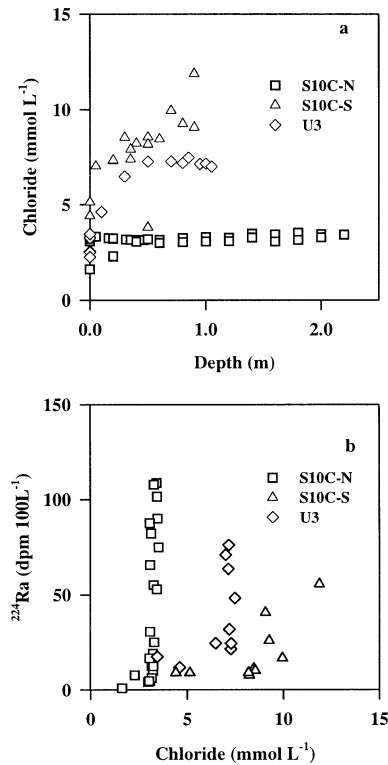 a
15
10
5
0
Chloride (mmol L-1)
S10C-N
S10C-S
U3
0.0
1.0
2.0
Depth (m)
b
150
100
50
0
224Ra (dpm 100L-1)
S10C-N
S10C-S
U3
5
10
15
Chloride (mmol L-1)